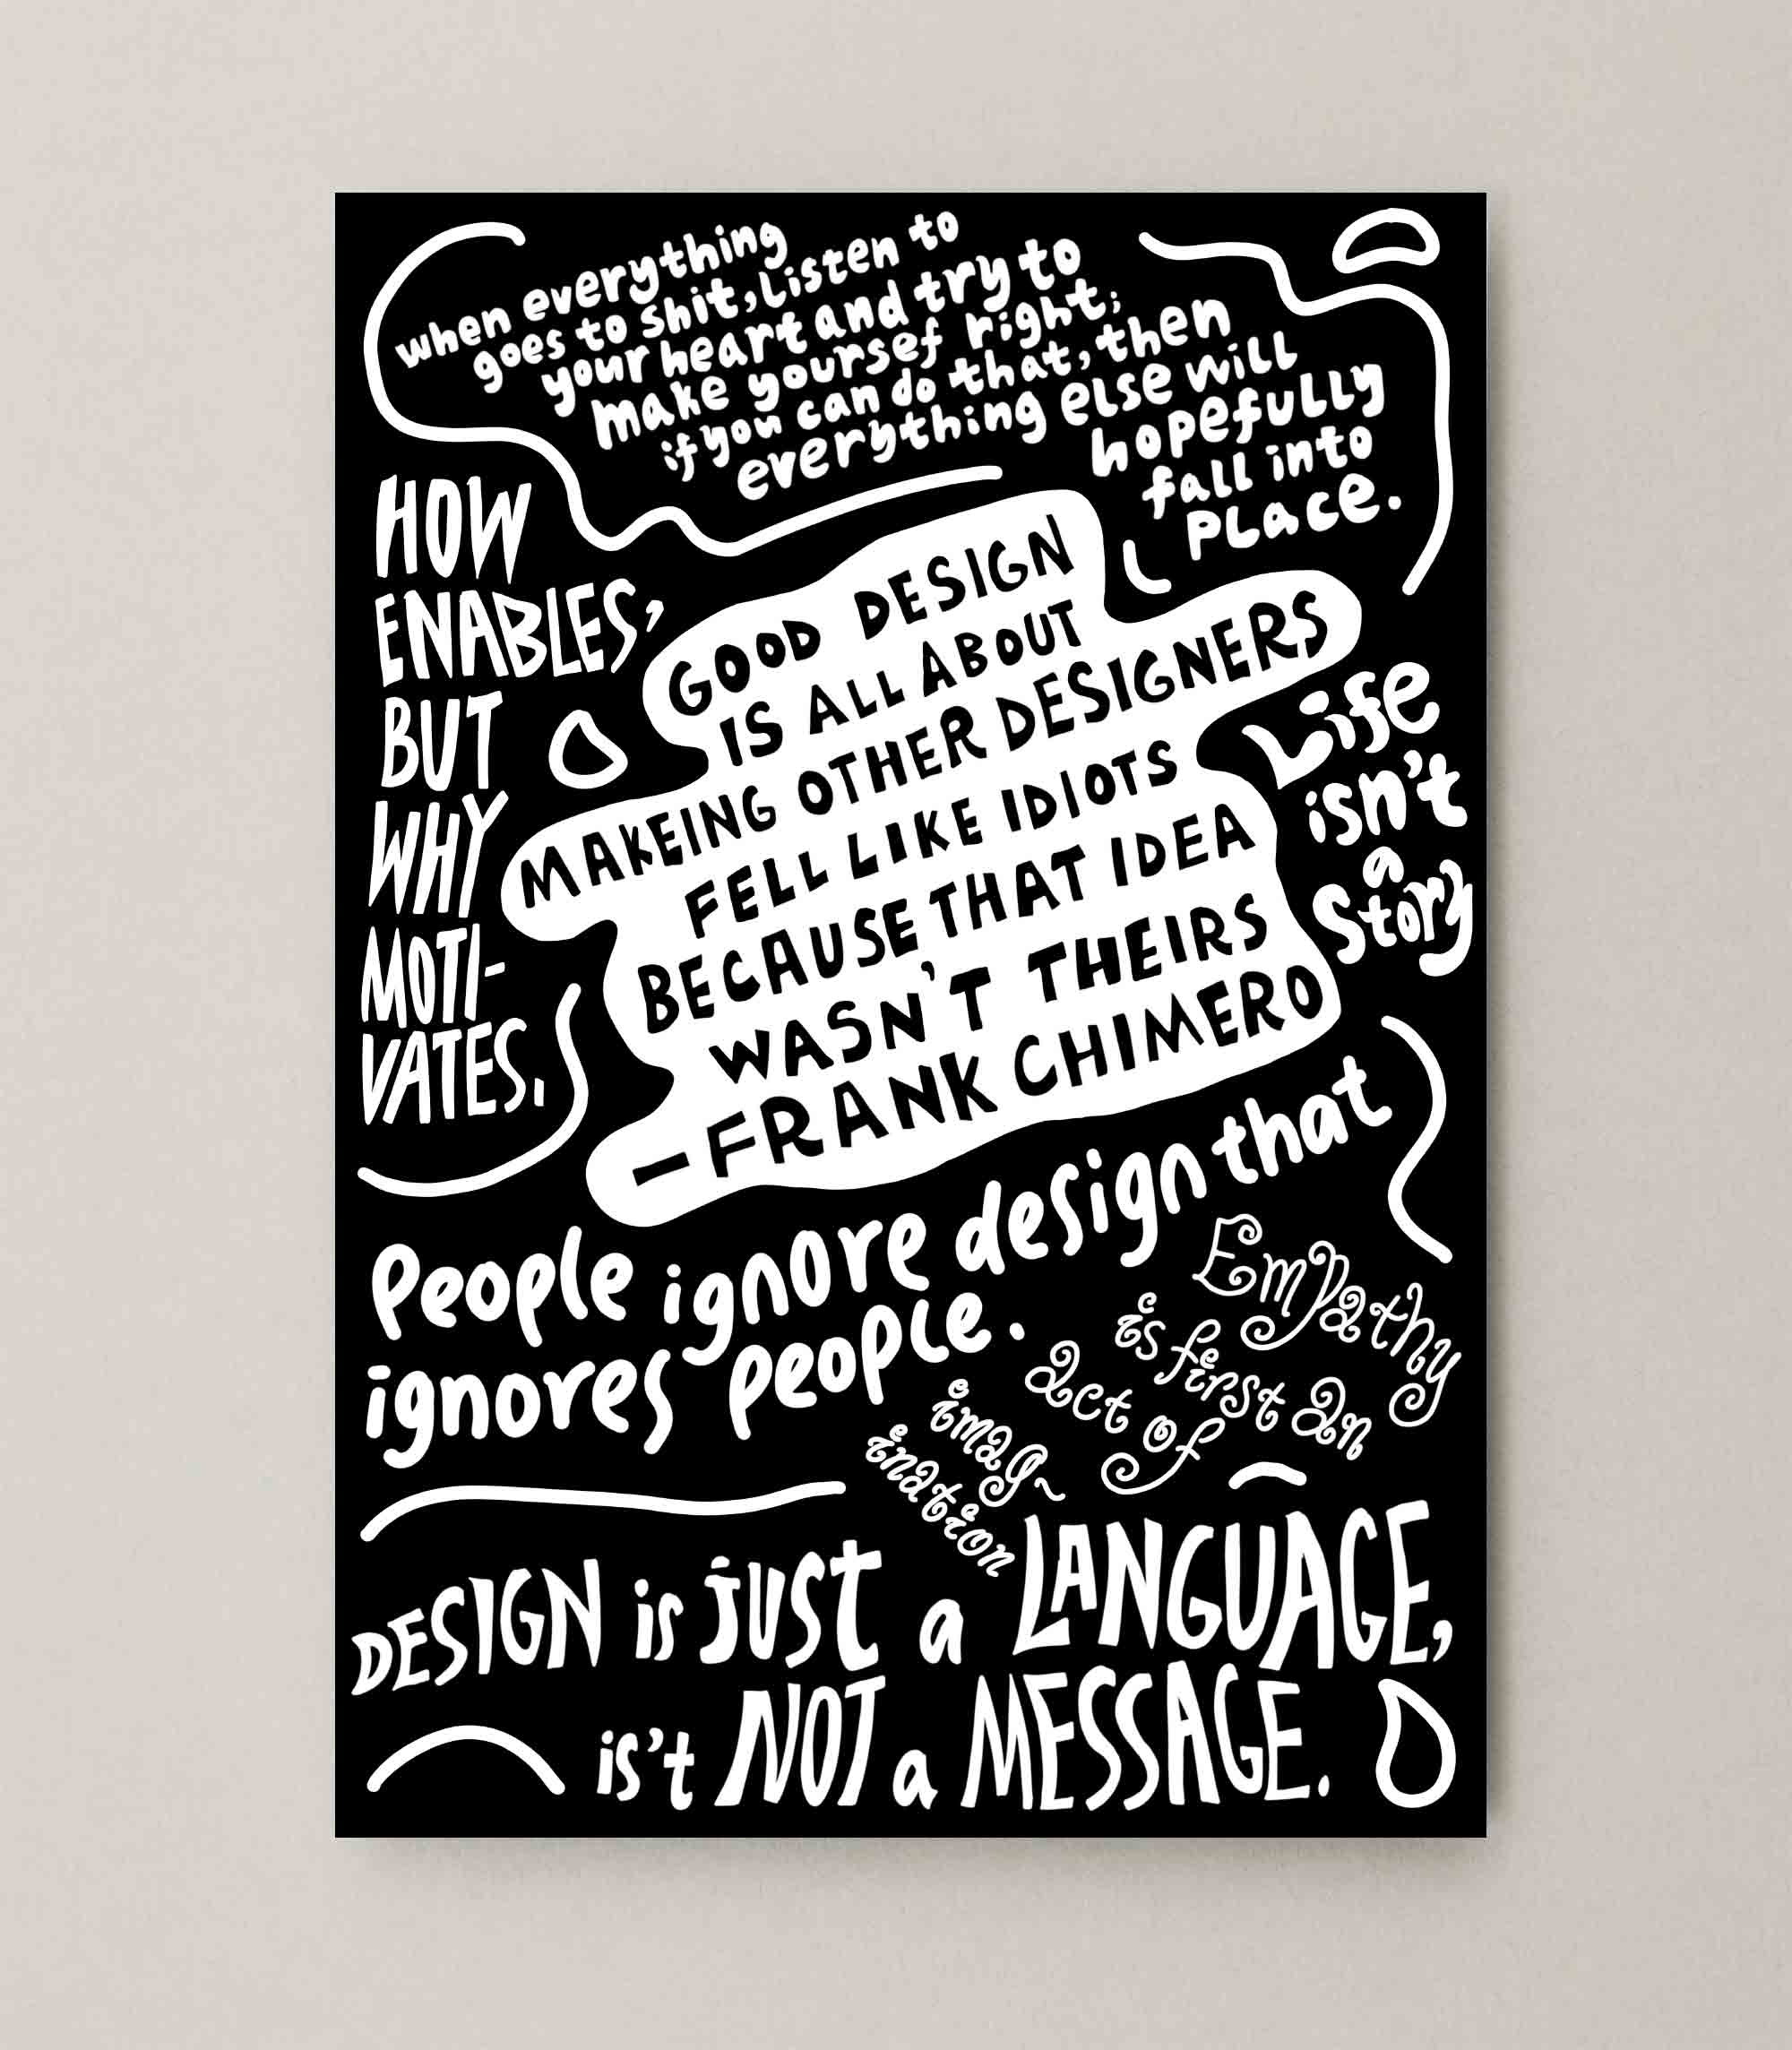 when everything
goes to shit, listen to
your heart and try to
make yoursef right;
if you can do that, then
everything else will
hopefully
fall into
place.
HOW
ENABLES,
BUT
WHY
MOTI-
VATES.
GOOD DESIGN
IS ALL ABOUT
MAKEING OTHER DESIGNERS
FELL LIKE IDIOTS
BECAUSE THAT IDEA
WASN'T THEIRS
-FRANK CHIMERO
Life
isn't
a
Story
People ignore design that
ignores people.
Empathy
is first an
act of
imag-
ination
DESIGN is JUST a LANGUAGE,
is't NOT a MESSAGE.